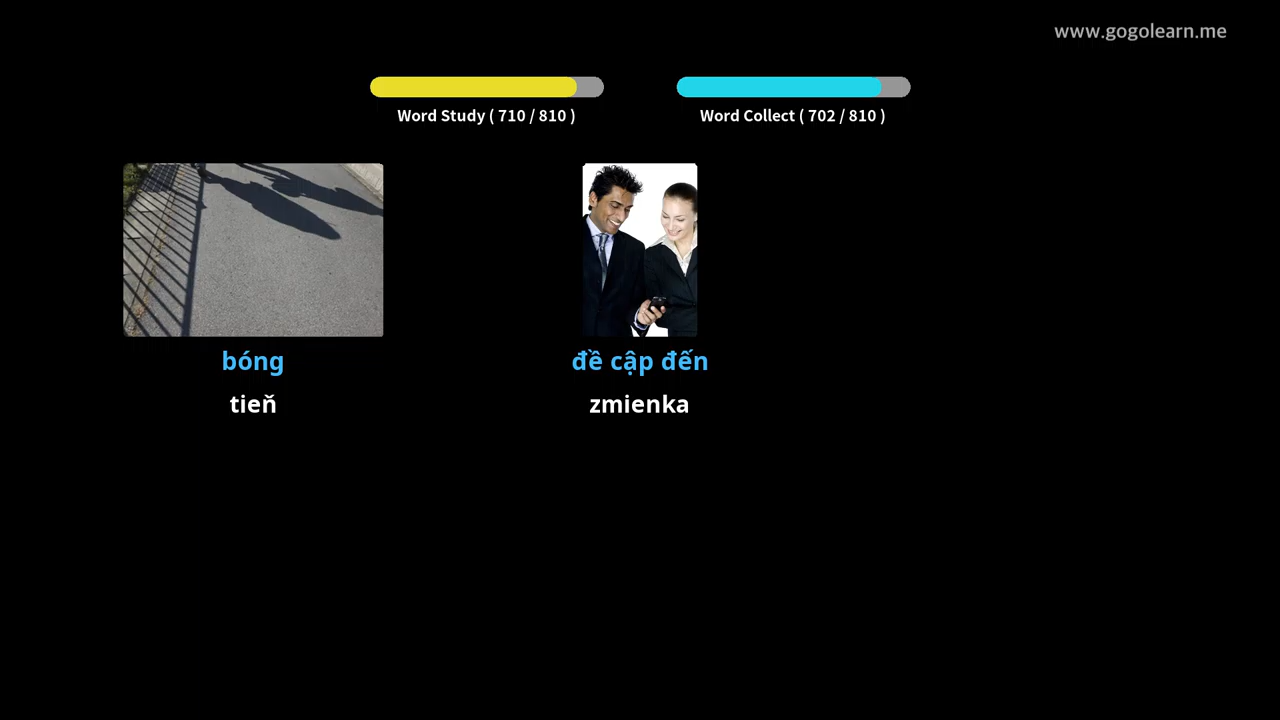 www.gogolearn.me
Word Study ( 710 / 810 )
Word Collect ( 702 / 810 )
bóng
đề cập đến
tieň
zmienka